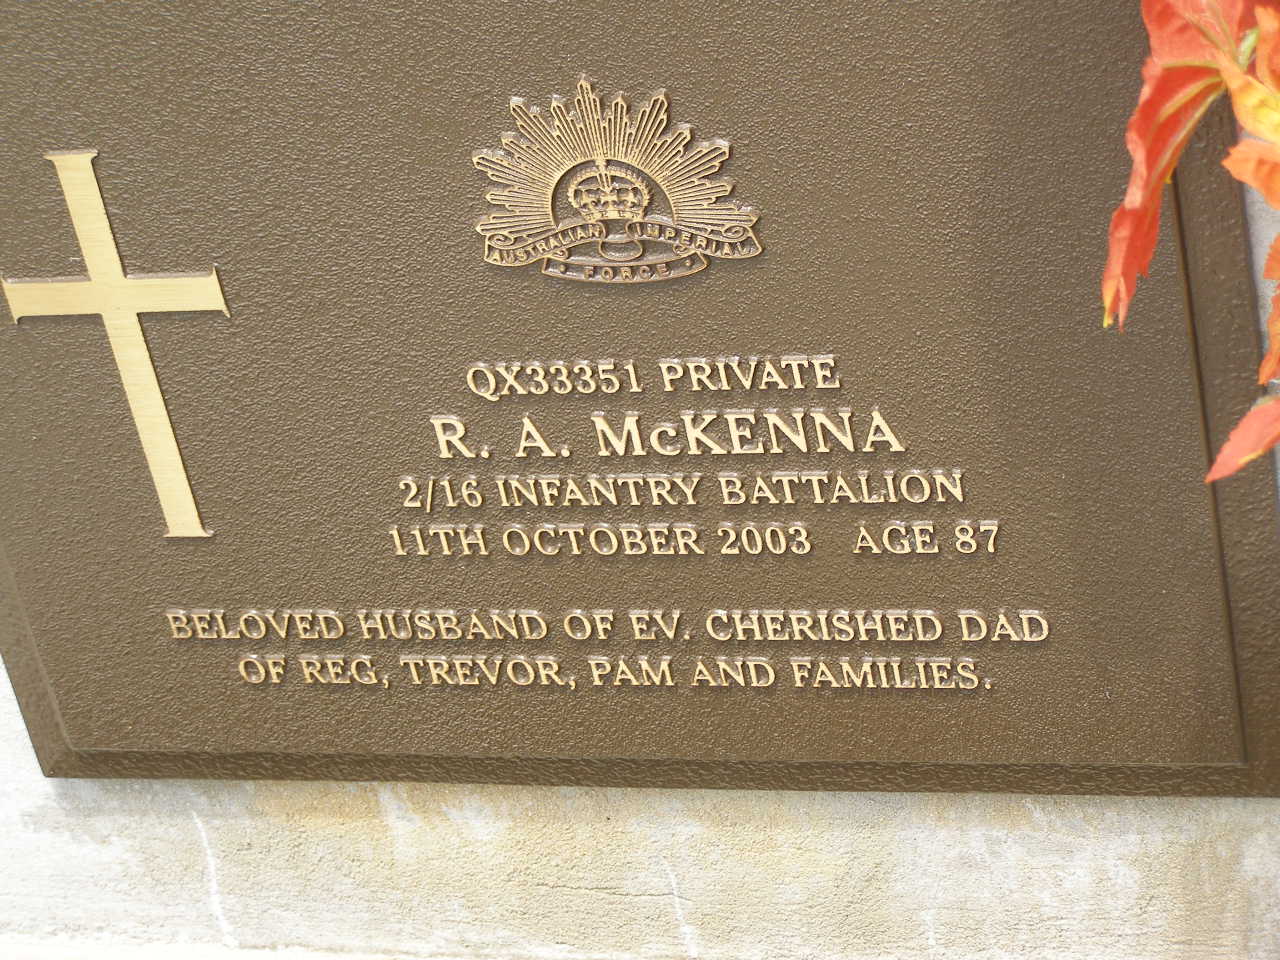 AUSTRALIAN IMPERIAL
FORCE
QX33351 PRIVATE
R. A. McKENNA
2/16 INFANTRY BATTALION
11TH OCTOBER 2003 AGE 87
BELOVED HUSBAND OF EV. CHERISHED DAD
OF REG, TREVOR, PAM AND FAMILIES.